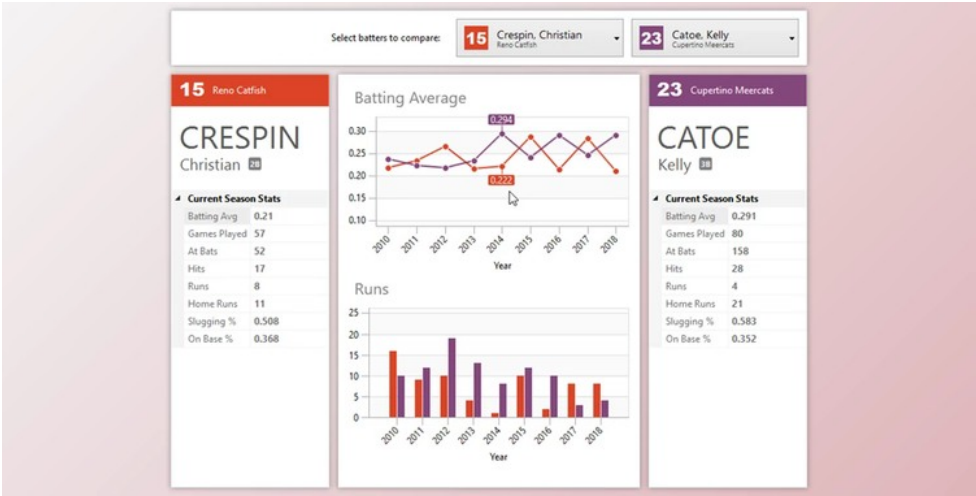 Select batters to compare:
15 Crespin, Christian
Reno Catfish
23 Catoe, Kelly
Cupertino Meercats
15 Reno Catfish
CRESPIN
Christian 2B
Current Season Stats
Batting Avg 0.21
Games Played 57
At Bats 52
Hits 17
Runs 8
Home Runs 11
Slugging % 0.508
On Base % 0.368
Batting Average
0.294
0.30
0.25
0.20
0.222
0.15
0.10
2010 2011 2012 2013 2014 2015 2016 2017 2018
Year
Runs
25
20
15
10
5
0
2010 2011 2012 2013 2014 2015 2016 2017 2018
Year
23 Cupertino Meercats
CATOE
Kelly 3B
Current Season Stats
Batting Avg 0.291
Games Played 80
At Bats 158
Hits 28
Runs 4
Home Runs 21
Slugging % 0.583
On Base % 0.352